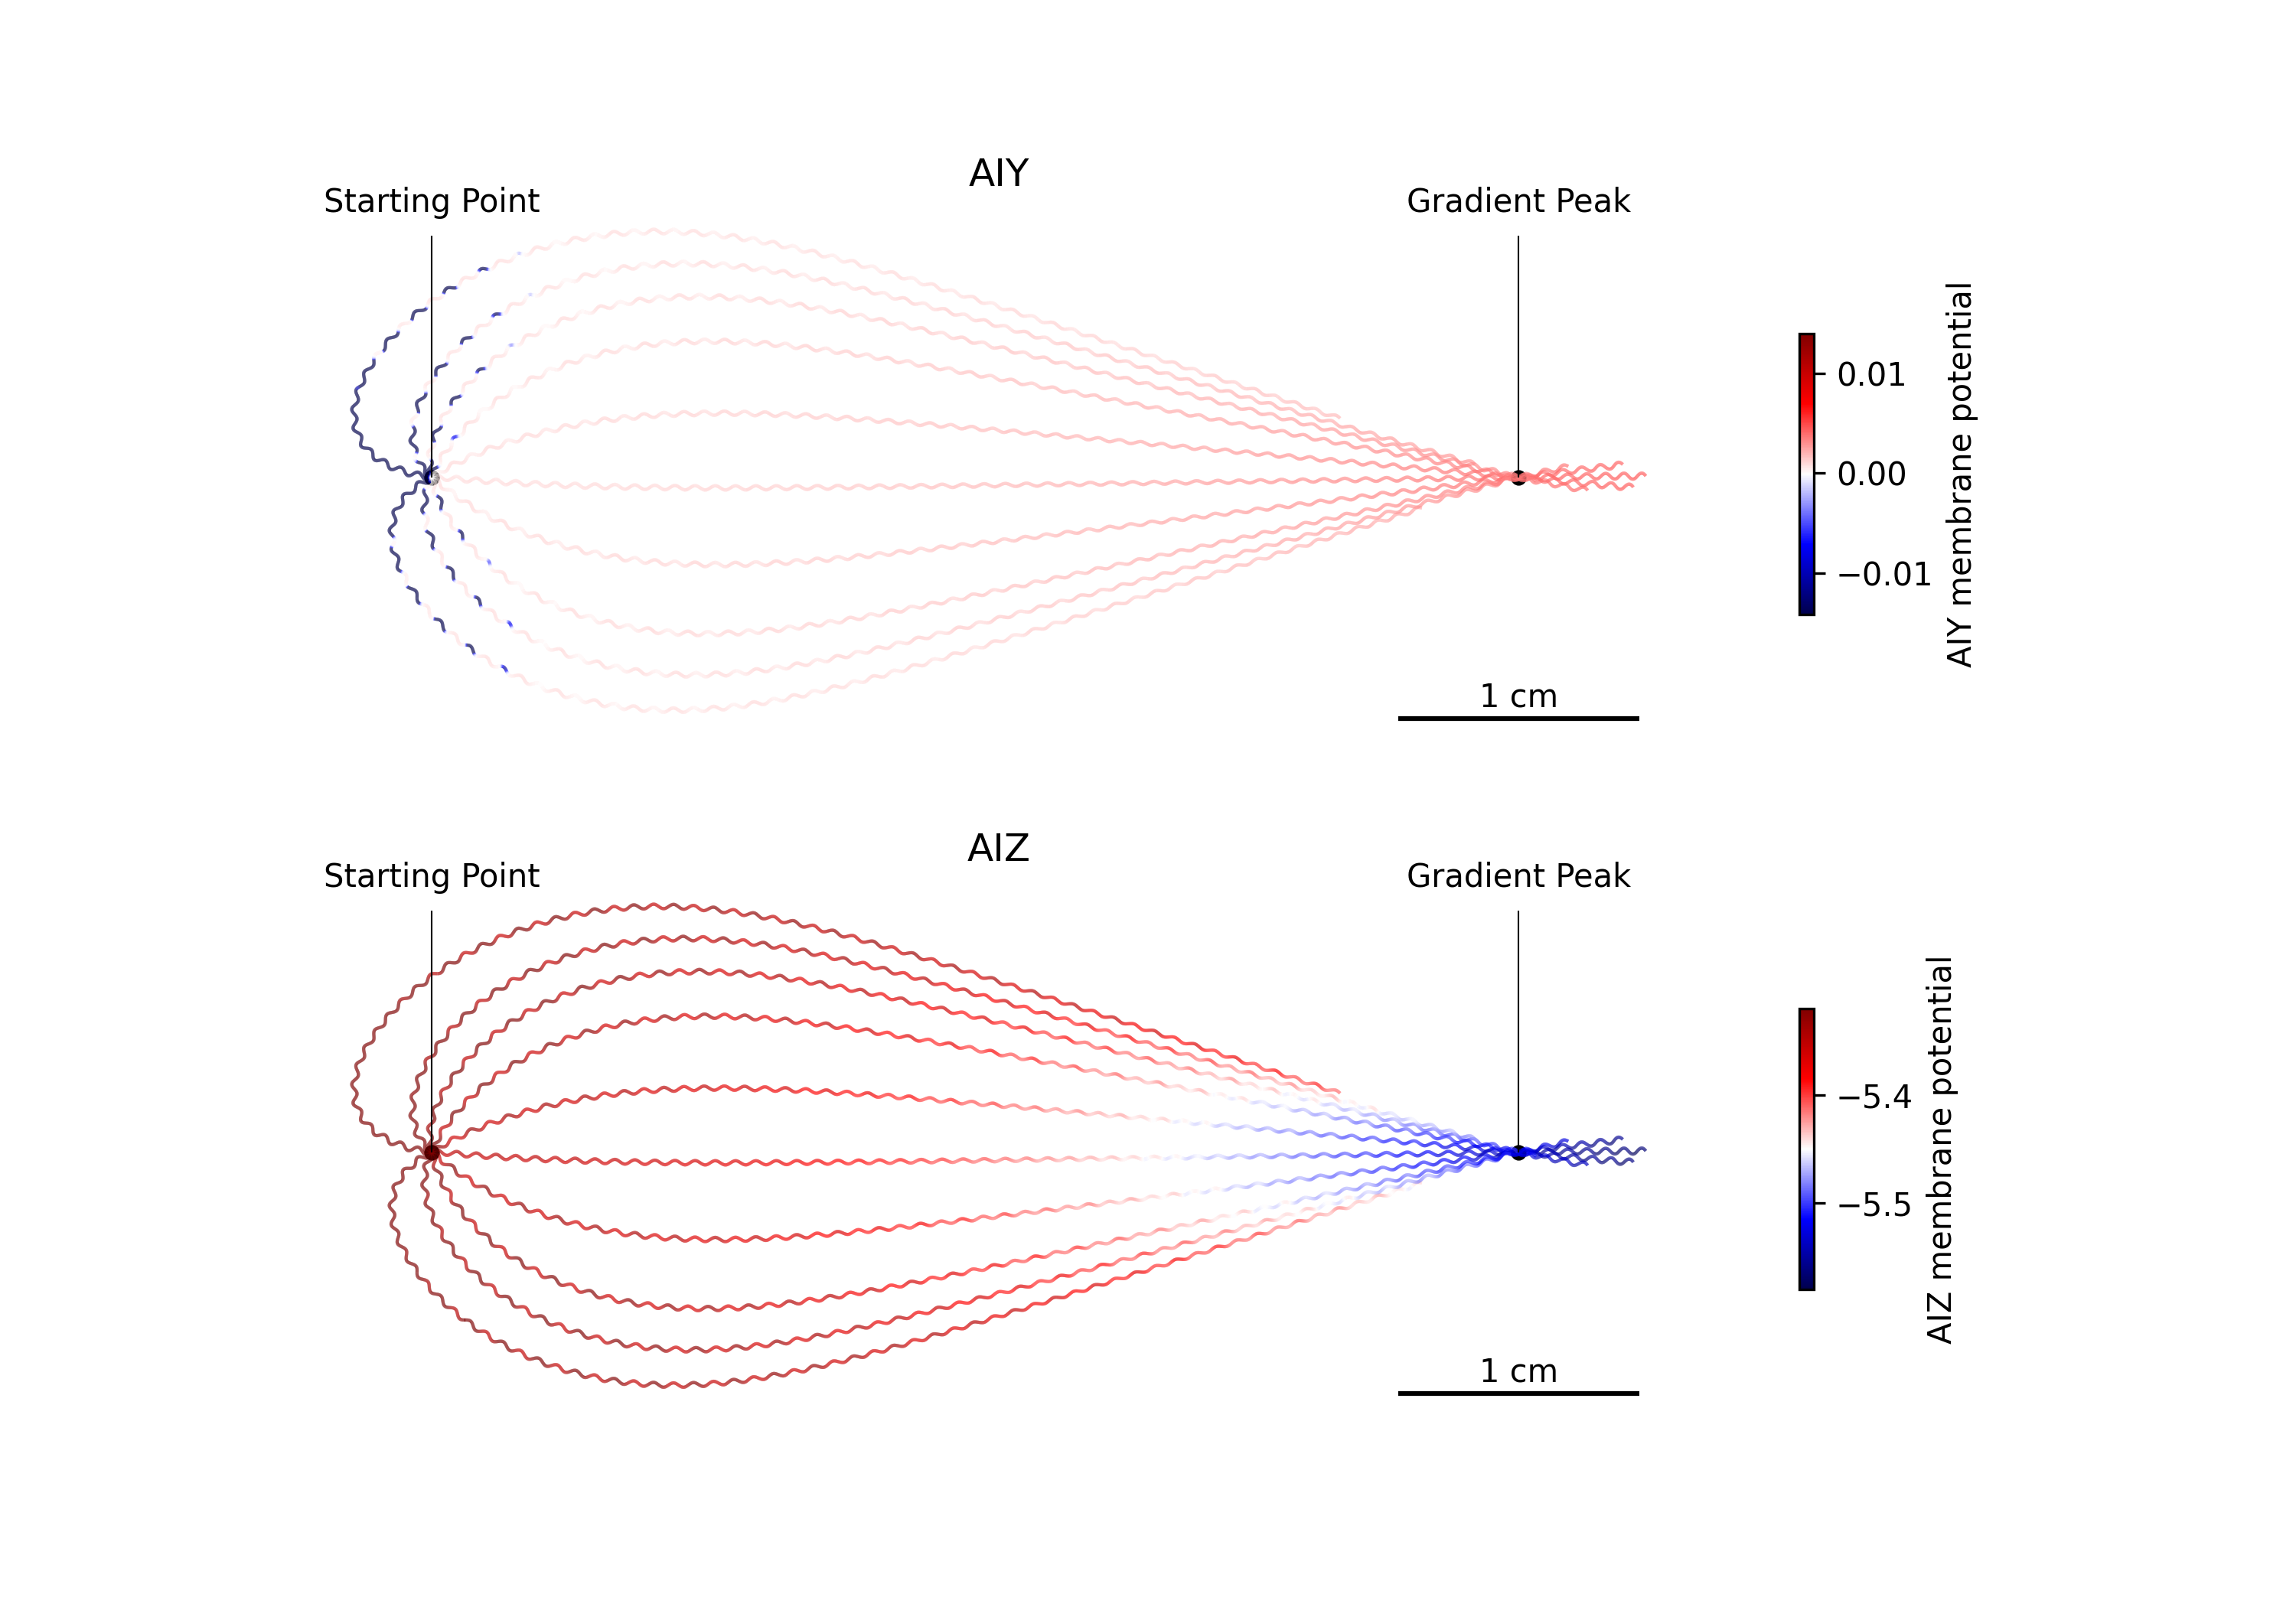 AIY
Starting Point
Gradient Peak
0.01
0.00
−0.01
AIY membrane potential
1 cm
AIZ
Starting Point
Gradient Peak
−5.4
−5.5
AIZ membrane potential
1 cm